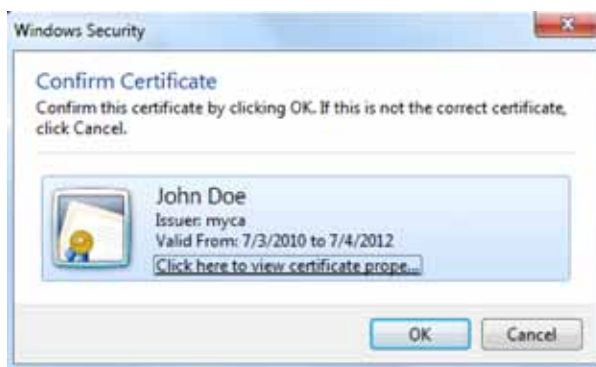 Windows Security
Confirm Certificate
Confirm this certificate by clicking OK. If this is not the correct certificate,
click Cancel.
John Doe
Issuer: myca
Valid From: 7/3/2010 to 7/4/2012
Click here to view certificate prope...
OK
Cancel